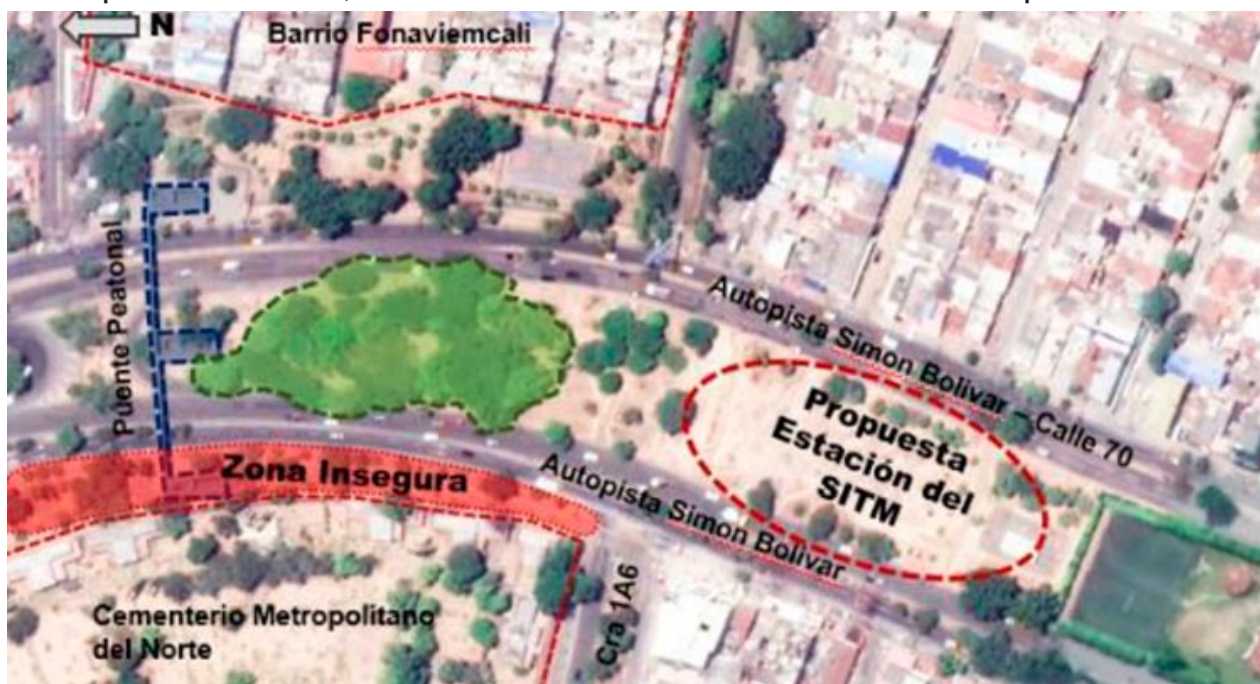 N
Barrio Fonaviemcali
Puente Peatonal
Autopista Simon Bolivar – Calle 70
Propuesta
Estación del
SITM
Zona Insegura
Autopista Simon Bolivar
Cementerio Metropolitano
del Norte
Cra 1A6